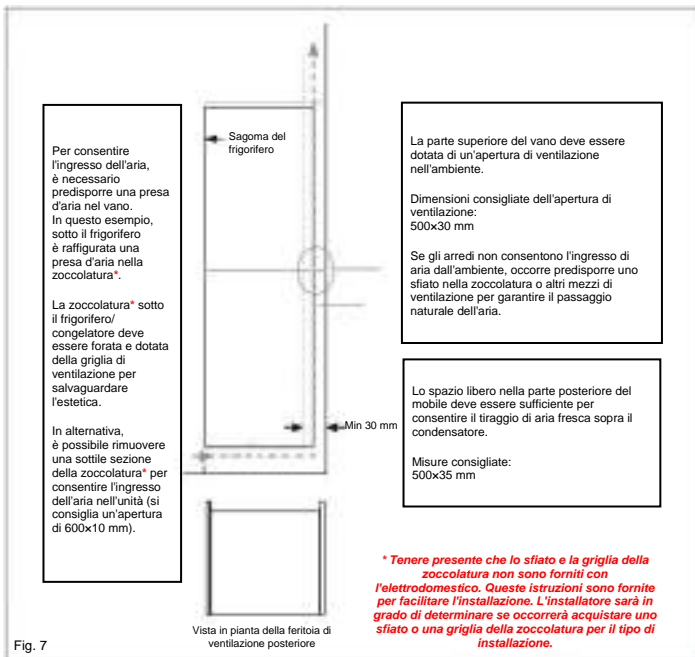 Per consentire
l'ingresso dell'aria,
è necessario
predisporre una presa
d'aria nel vano.
In questo esempio,
sotto il frigorifero
è raffigurata una
presa d'aria nella
zoccolatura*.
La zoccolatura* sotto
il frigorifero/
congelatore deve
essere forata e dotata
della griglia di
ventilazione per
salvaguardare
l'estetica.
In alternativa,
è possibile rimuovere
una sottile sezione
della zoccolatura* per
consentire l'ingresso
dell'aria nell'unità (si
consiglia un'apertura
di 600×10 mm).
Sagoma del
frigorifero
Min 30 mm
Vista in pianta della feritoia di
ventilazione posteriore
La parte superiore del vano deve essere
dotata di un'apertura di ventilazione
nell'ambiente.
Dimensioni consigliate dell'apertura di
ventilazione:
500×30 mm
Se gli arredi non consentono l'ingresso di
aria dall'ambiente, occorre predisporre uno
sfiato nella zoccolatura o altri mezzi di
ventilazione per garantire il passaggio
naturale dell'aria.
Lo spazio libero nella parte posteriore del
mobile deve essere sufficiente per
consentire il tiraggio di aria fresca sopra il
condensatore.
Misure consigliate:
500×35 mm
* Tenere presente che lo sfiato e la griglia della
zoccolatura non sono forniti con
l'elettrodomestico. Queste istruzioni sono fornite
per facilitare l'installazione. L'installatore sarà in
grado di determinare se occorrerà acquistare uno
sfiato o una griglia della zoccolatura per il tipo di
installazione.
Fig. 7